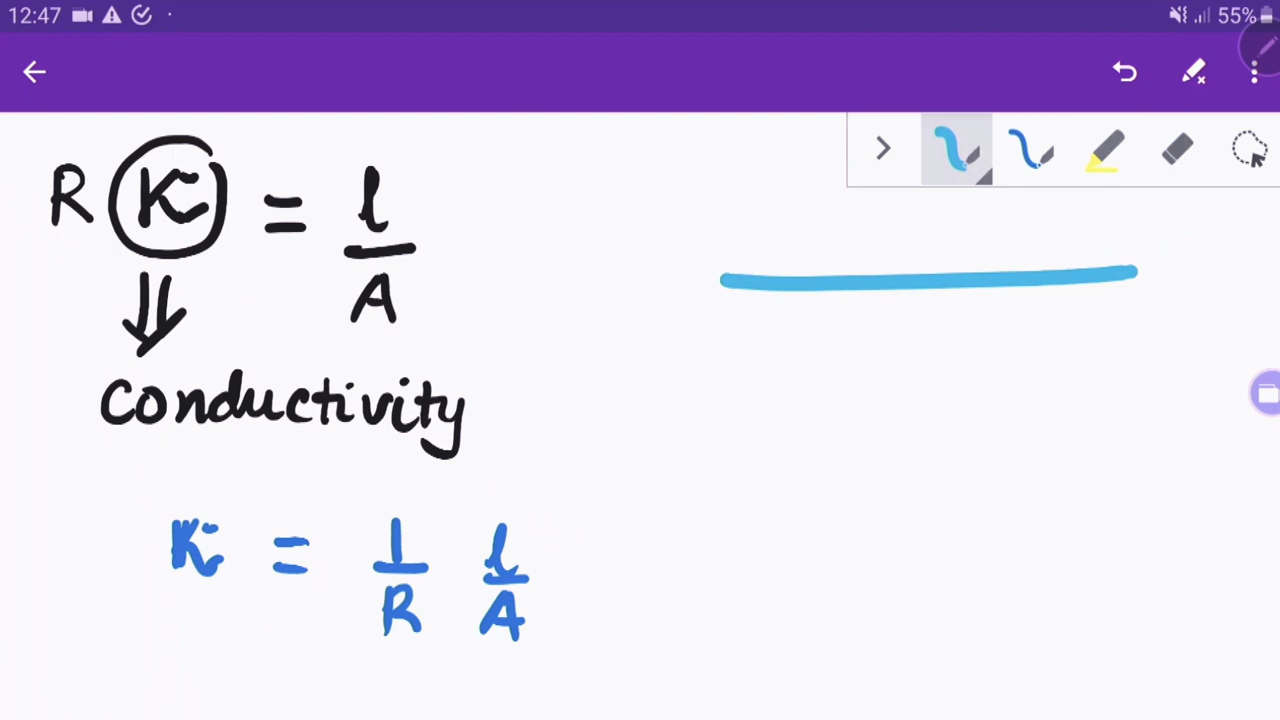 12:47
55%
R K = l/A
Conductivity
K = 1/R l/A